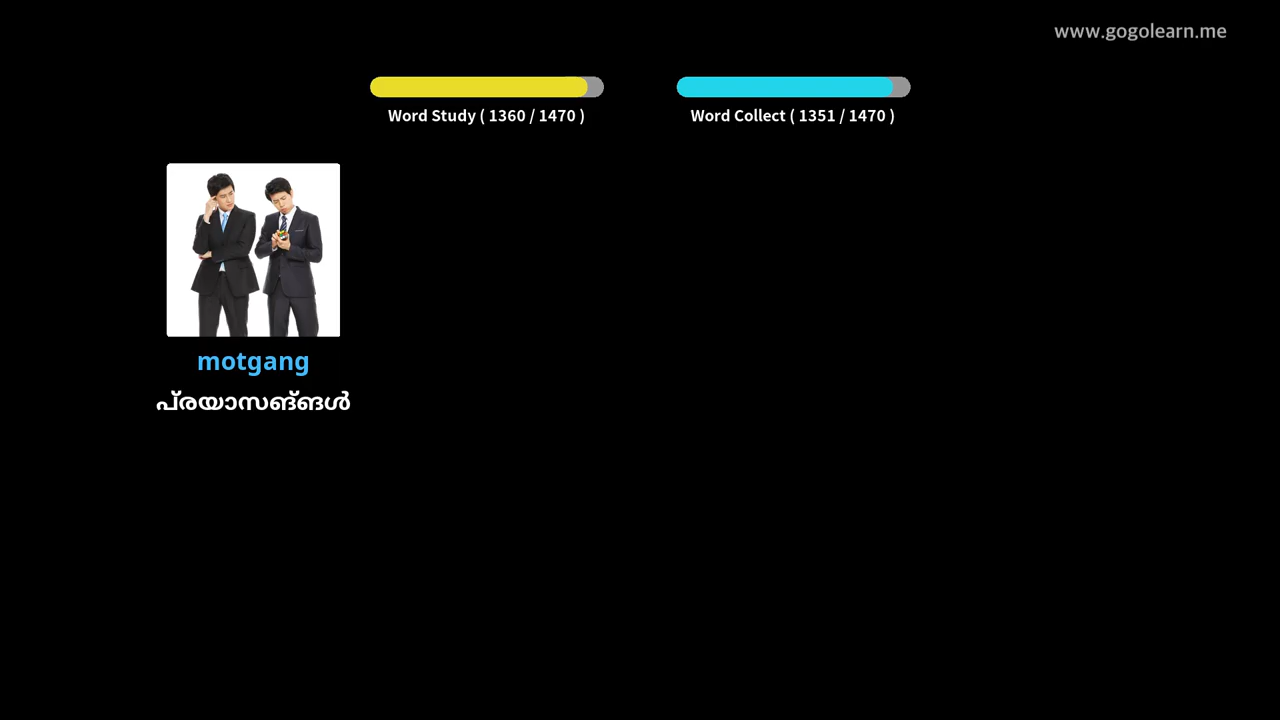 www.gogolearn.me
Word Study ( 1360 / 1470 )
Word Collect ( 1351 / 1470 )
motgang
പ്രയാസങ്ങൾ